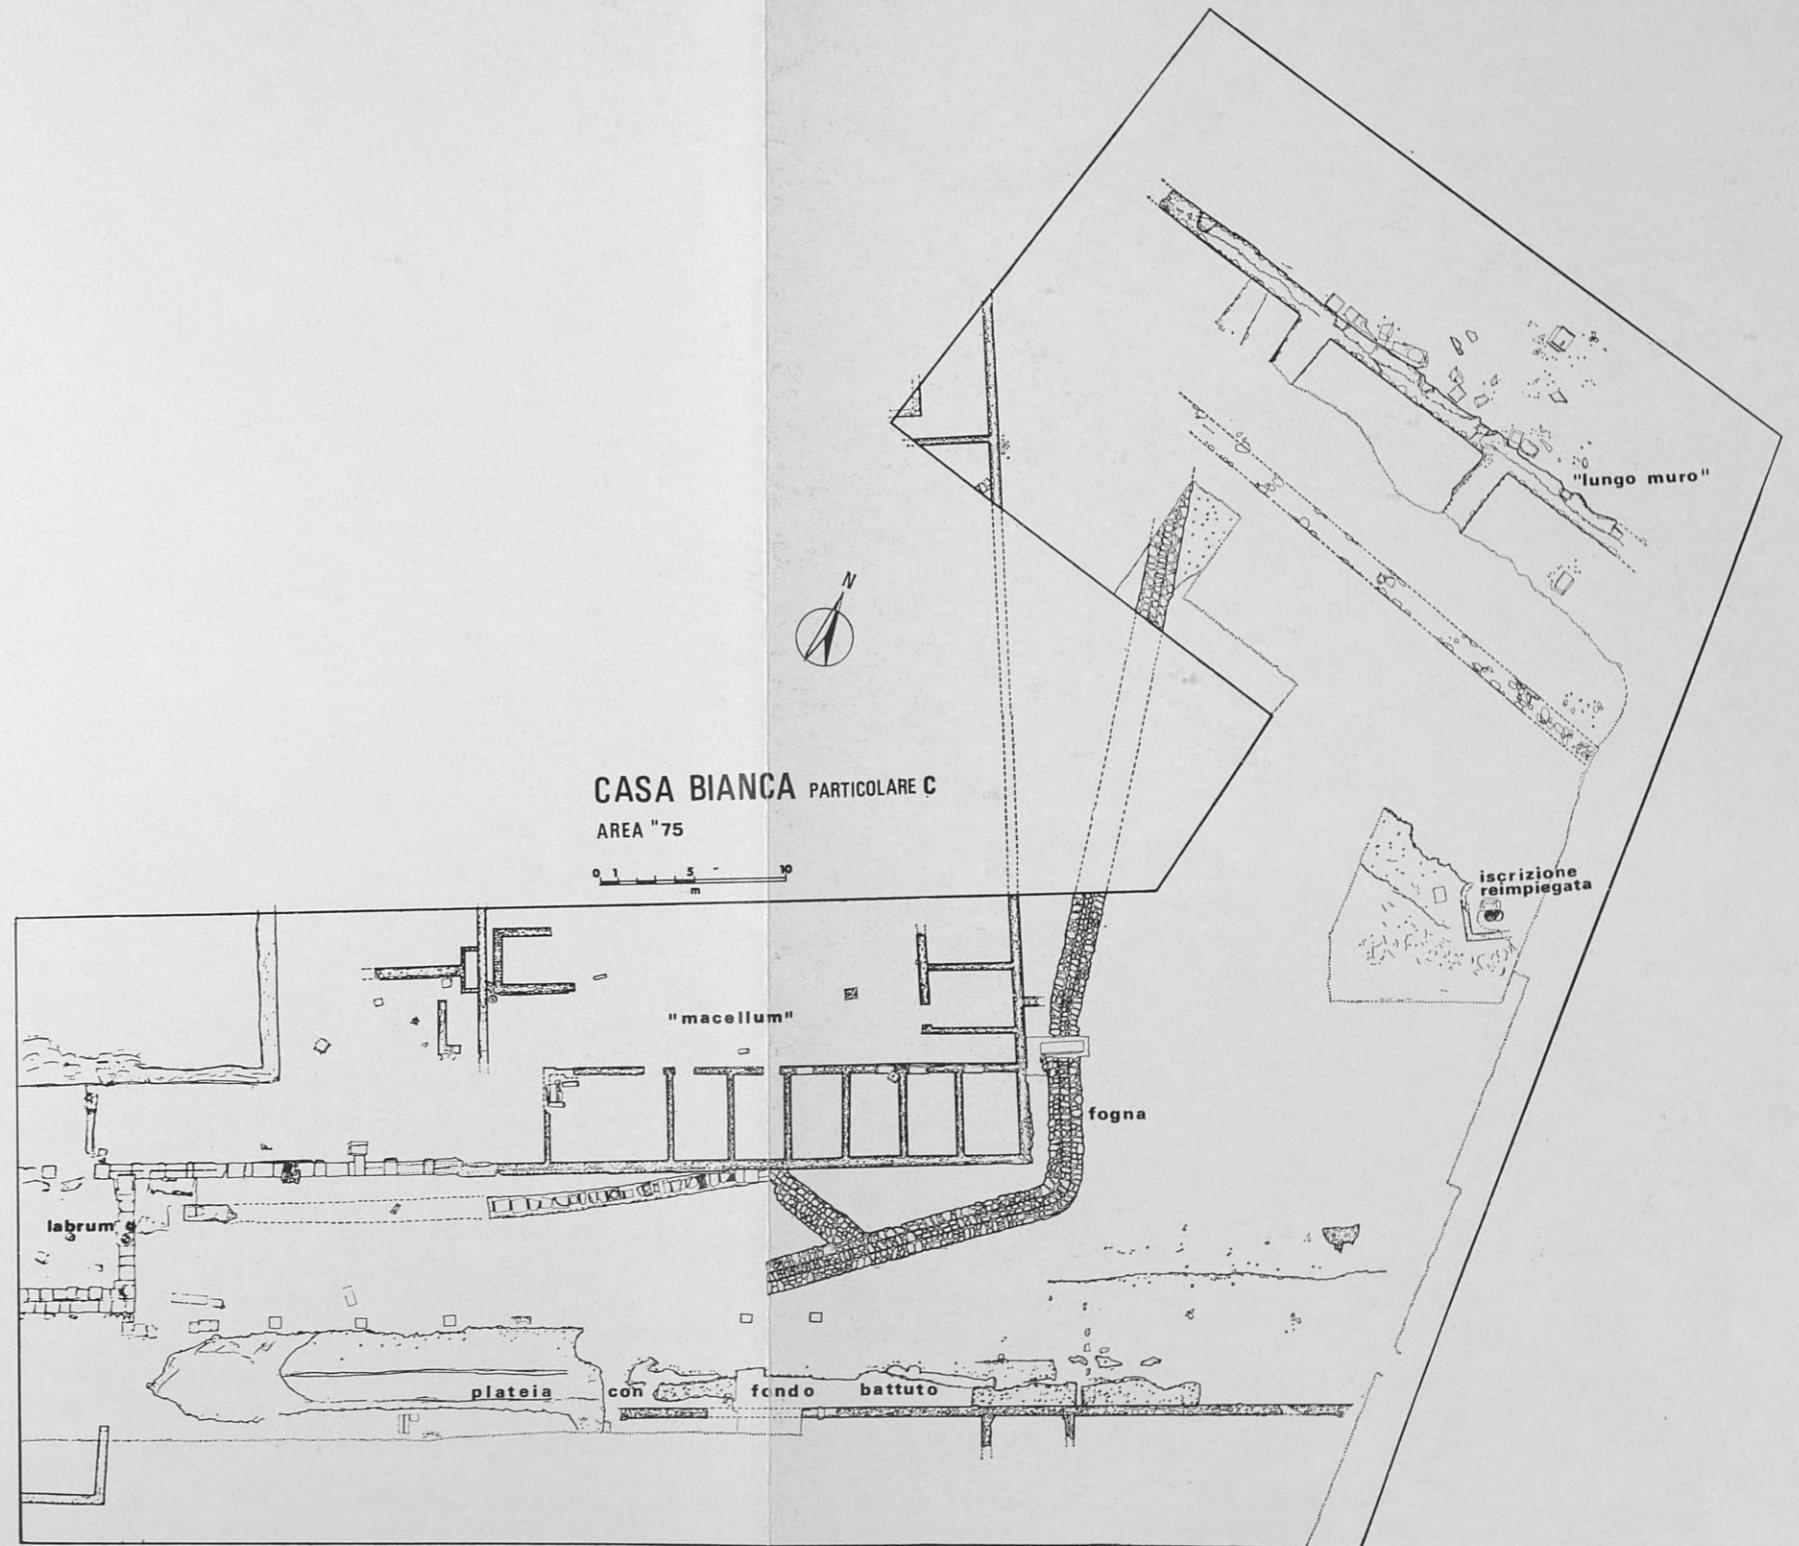 "lungo muro"
N
CASA BIANCA PARTICOLARE C
AREA "75
0 1 5 10
m
iscrizione
reimpiegata
"macellum"
fogna
labrum
plateia con fondo battuto